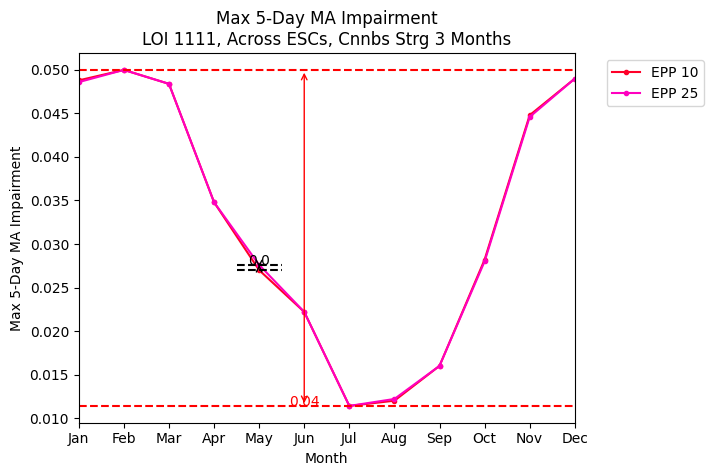 Max 5-Day MA Impairment
LOI 1111, Across ESCs, Cnnbs Strg 3 Months
Max 5-Day MA Impairment
0.050
0.045
0.040
0.035
0.030
0.025
0.020
0.015
0.010
0.0
0.04
Jan Feb Mar Apr May Jun Jul Aug Sep Oct Nov Dec
Month
EPP 10
EPP 25